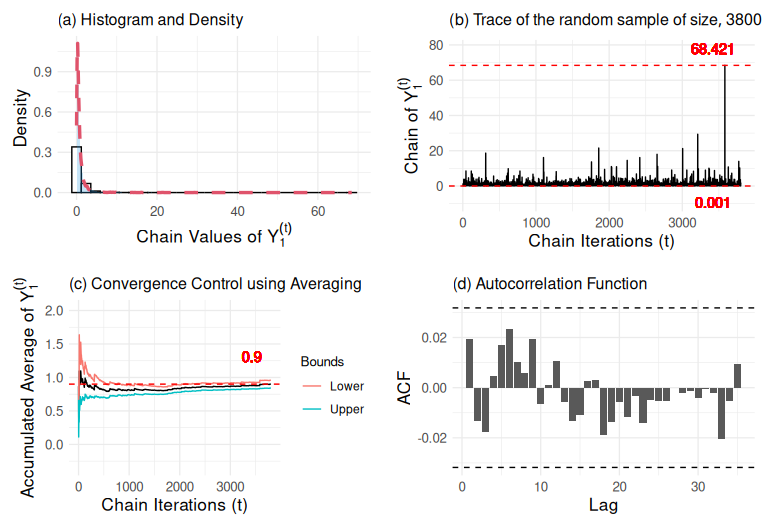 (a) Histogram and Density
Density
0.9
0.6
0.3
0.0
0
20
40
60
Chain Values of Y₁⁽ᵗ⁾
(b) Trace of the random sample of size, 3800
Chain of Y₁⁽ᵗ⁾
80
60
40
20
0
68.421
0.001
0
1000
2000
3000
Chain Iterations (t)
(c) Convergence Control using Averaging
Accumulated Average of Y₁⁽ᵗ⁾
2.0
1.5
1.0
0.5
0.0
0.9
0
1000
2000
3000
Chain Iterations (t)
Bounds
Lower
Upper
(d) Autocorrelation Function
ACF
0.02
0.00
-0.02
0
10
20
30
Lag